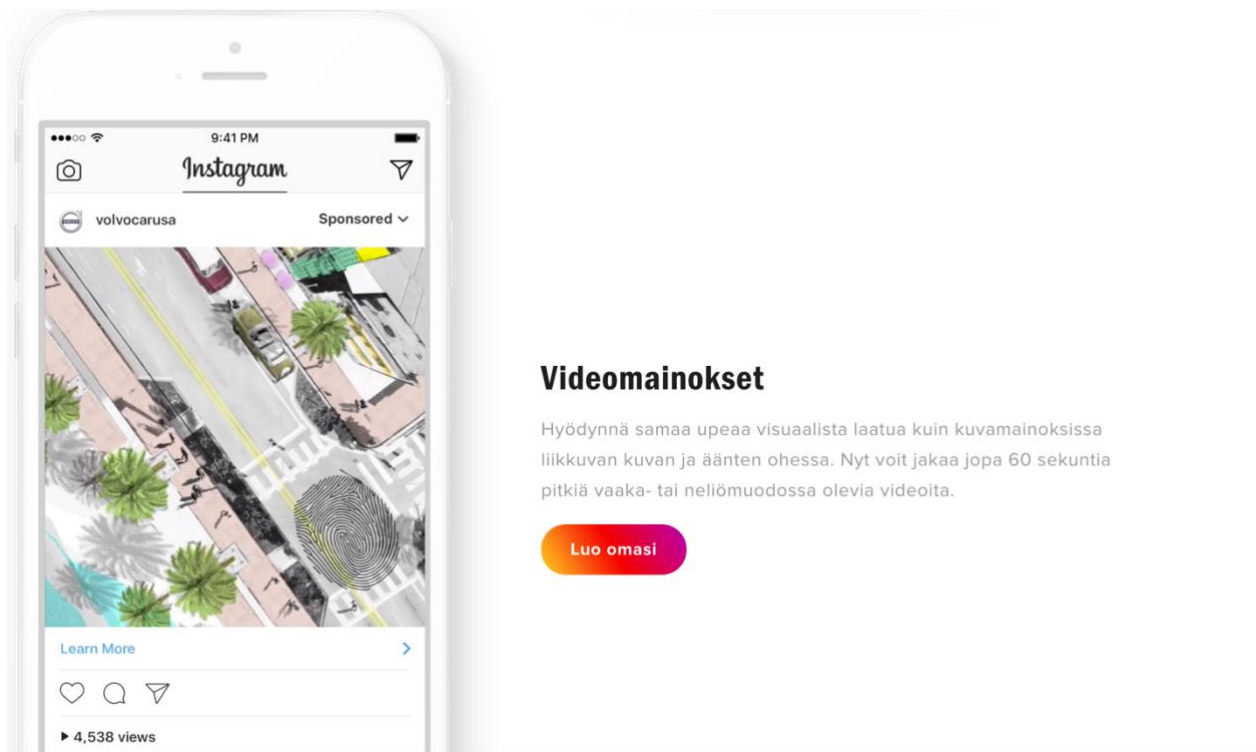 9:41 PM
Instagram
volvocarusa
Sponsored
Learn More
4,538 views
Videomainokset
Hyödynnä samaa upeaa visuaalista laatua kuin kuvamainoksissa
liikkuvan kuvan ja äänten ohessa. Nyt voit jakaa jopa 60 sekuntia
pitkiä vaaka- tai neliömuodossa olevia videoita.
Luo omasi